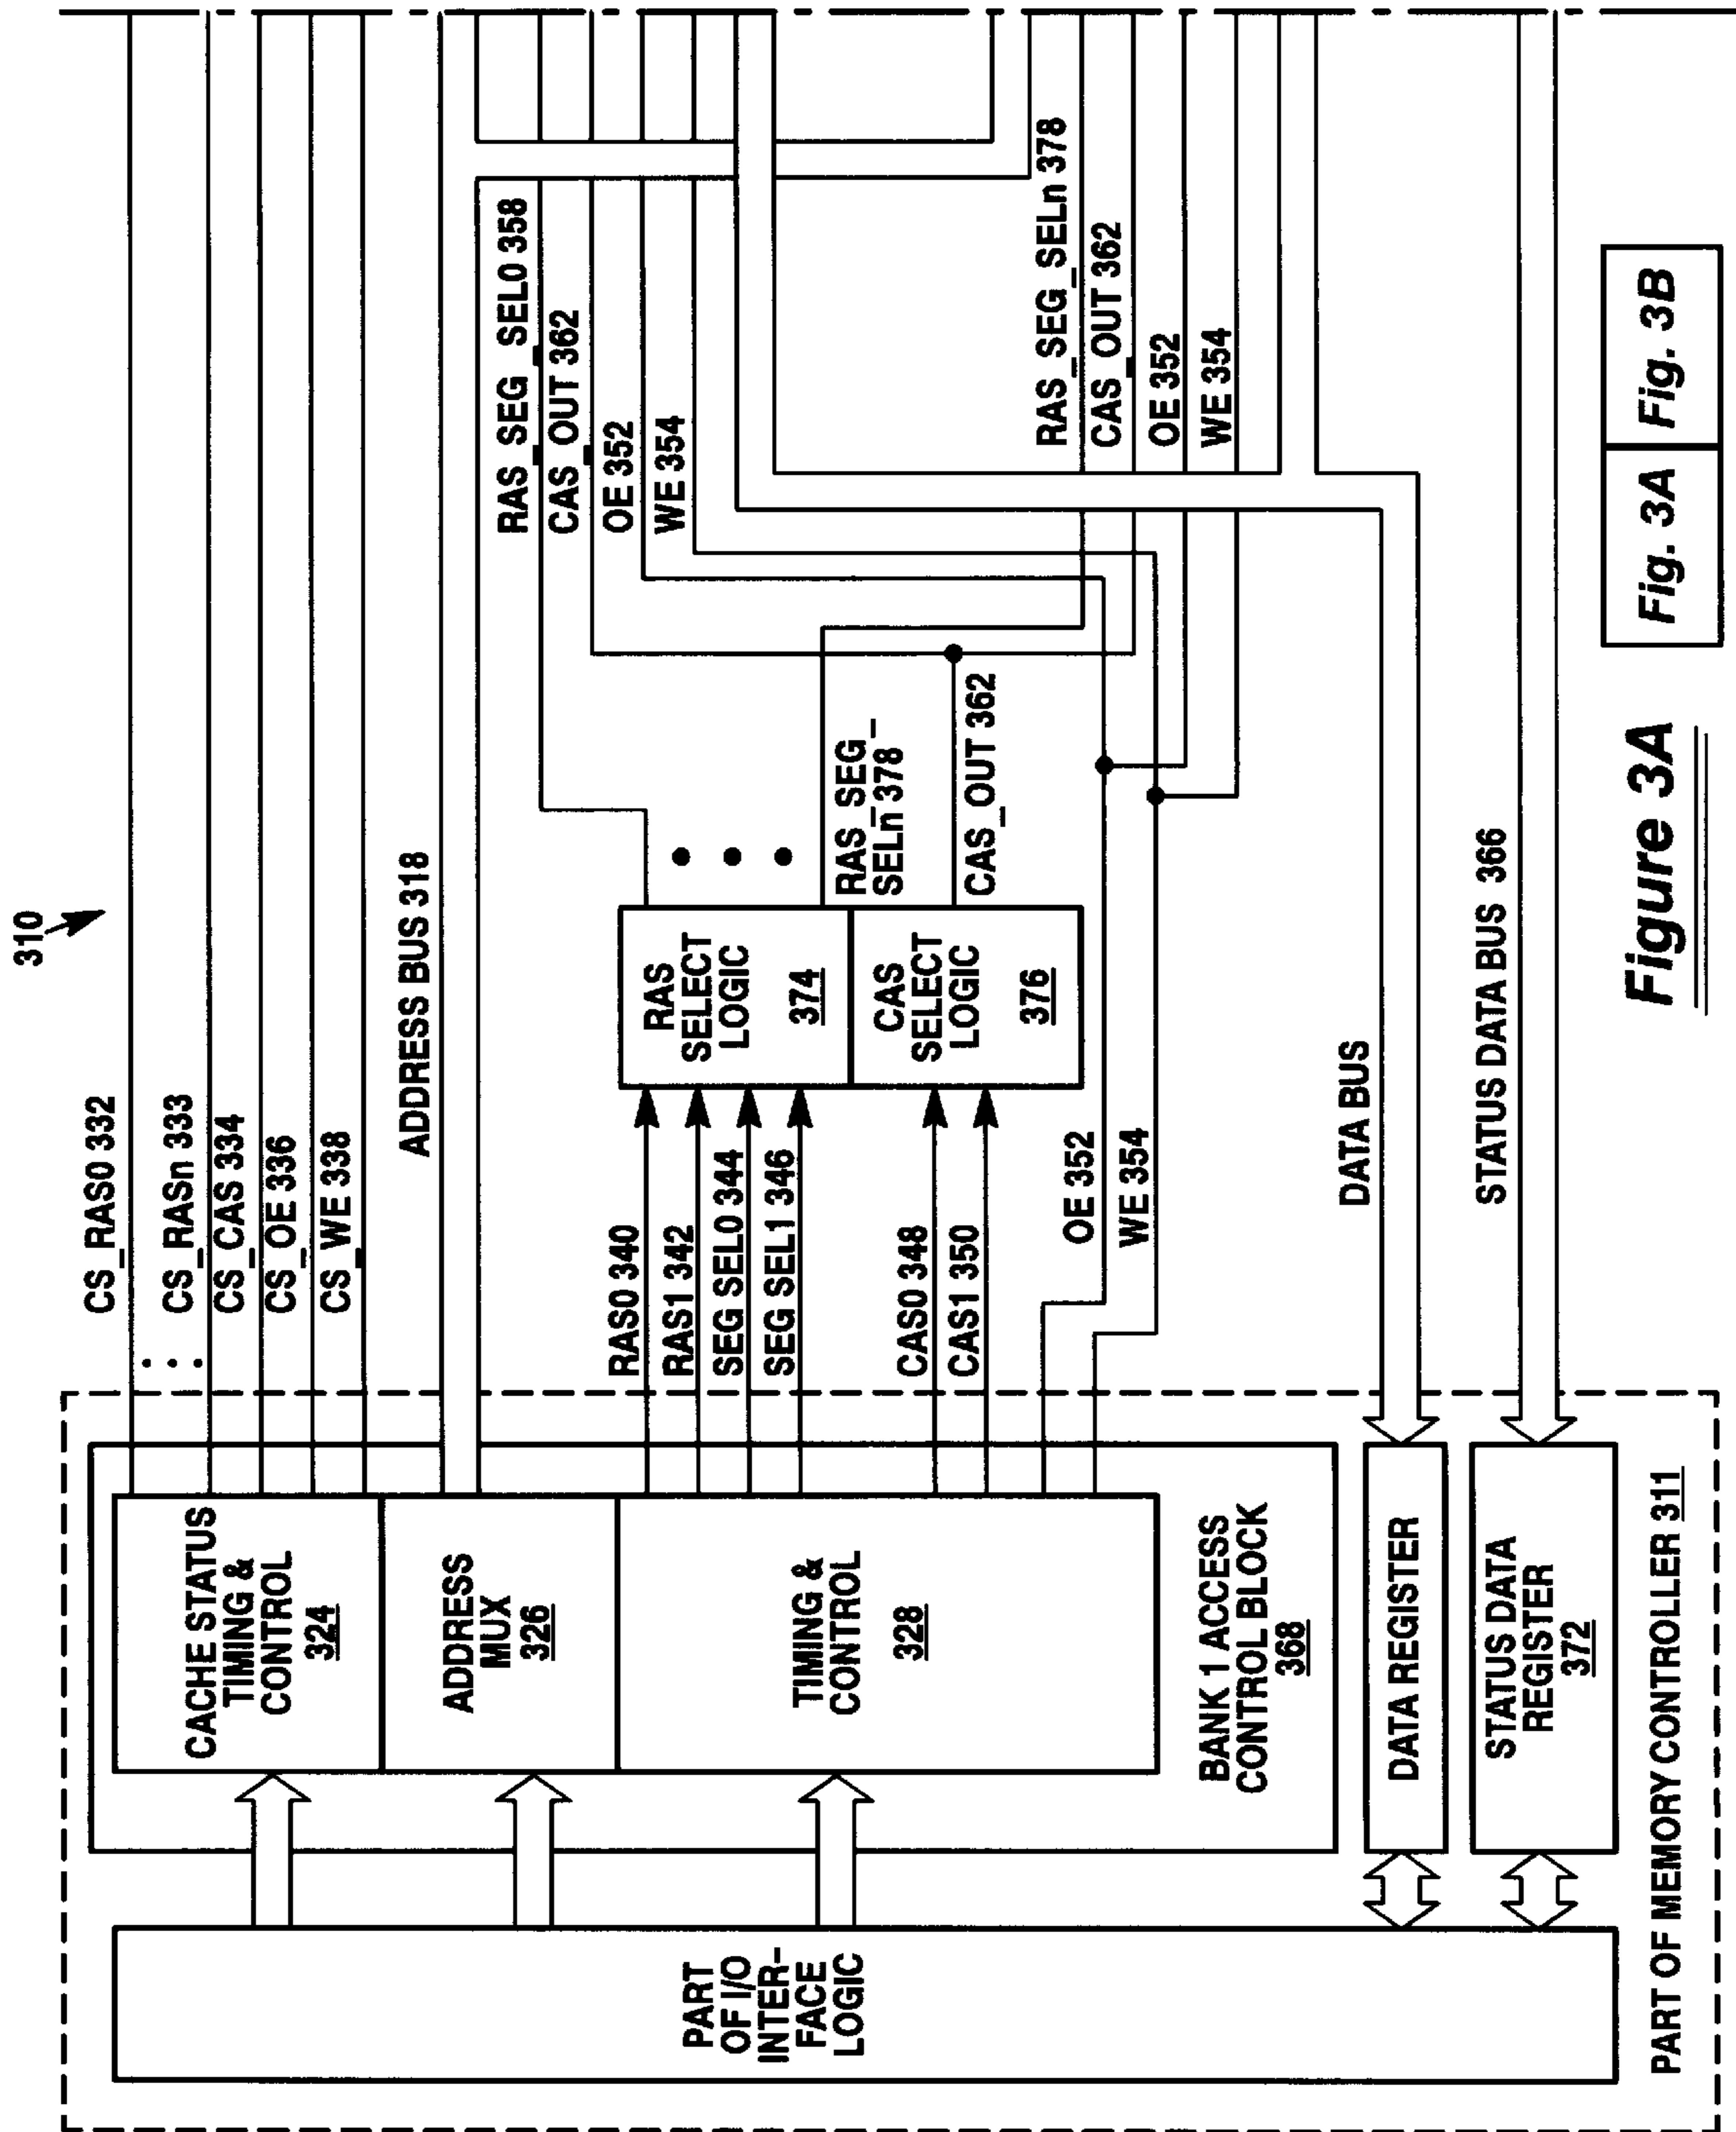 310
CS_RAS0 332
CS_RASn 333
CS_CAS 334
CS_OE 336
CS_WE 338
ADDRESS BUS 318
CACHE STATUS
TIMING &
CONTROL
324
ADDRESS
MUX
326
TIMING &
CONTROL
328
BANK 1 ACCESS
CONTROL BLOCK
368
DATA REGISTER
STATUS DATA
REGISTER
372
PART
OF I/O
INTER-
FACE
LOGIC
PART OF MEMORY CONTROLLER 311
RAS0 340
RAS1 342
SEG SEL0 344
SEG SEL1 346
CAS0 348
CAS1 350
OE 352
WE 354
RAS
SELECT
LOGIC
374
CAS
SELECT
LOGIC
376
RAS_SEG_
SELn 378
CAS_OUT 362
RAS_SEG_SEL0 358
CAS_OUT 362
OE 352
WE 354
RAS_SEG_SELn 378
CAS_OUT 362
OE 352
WE 354
DATA BUS
STATUS DATA BUS 366
Figure 3A
Fig. 3A
Fig. 3B